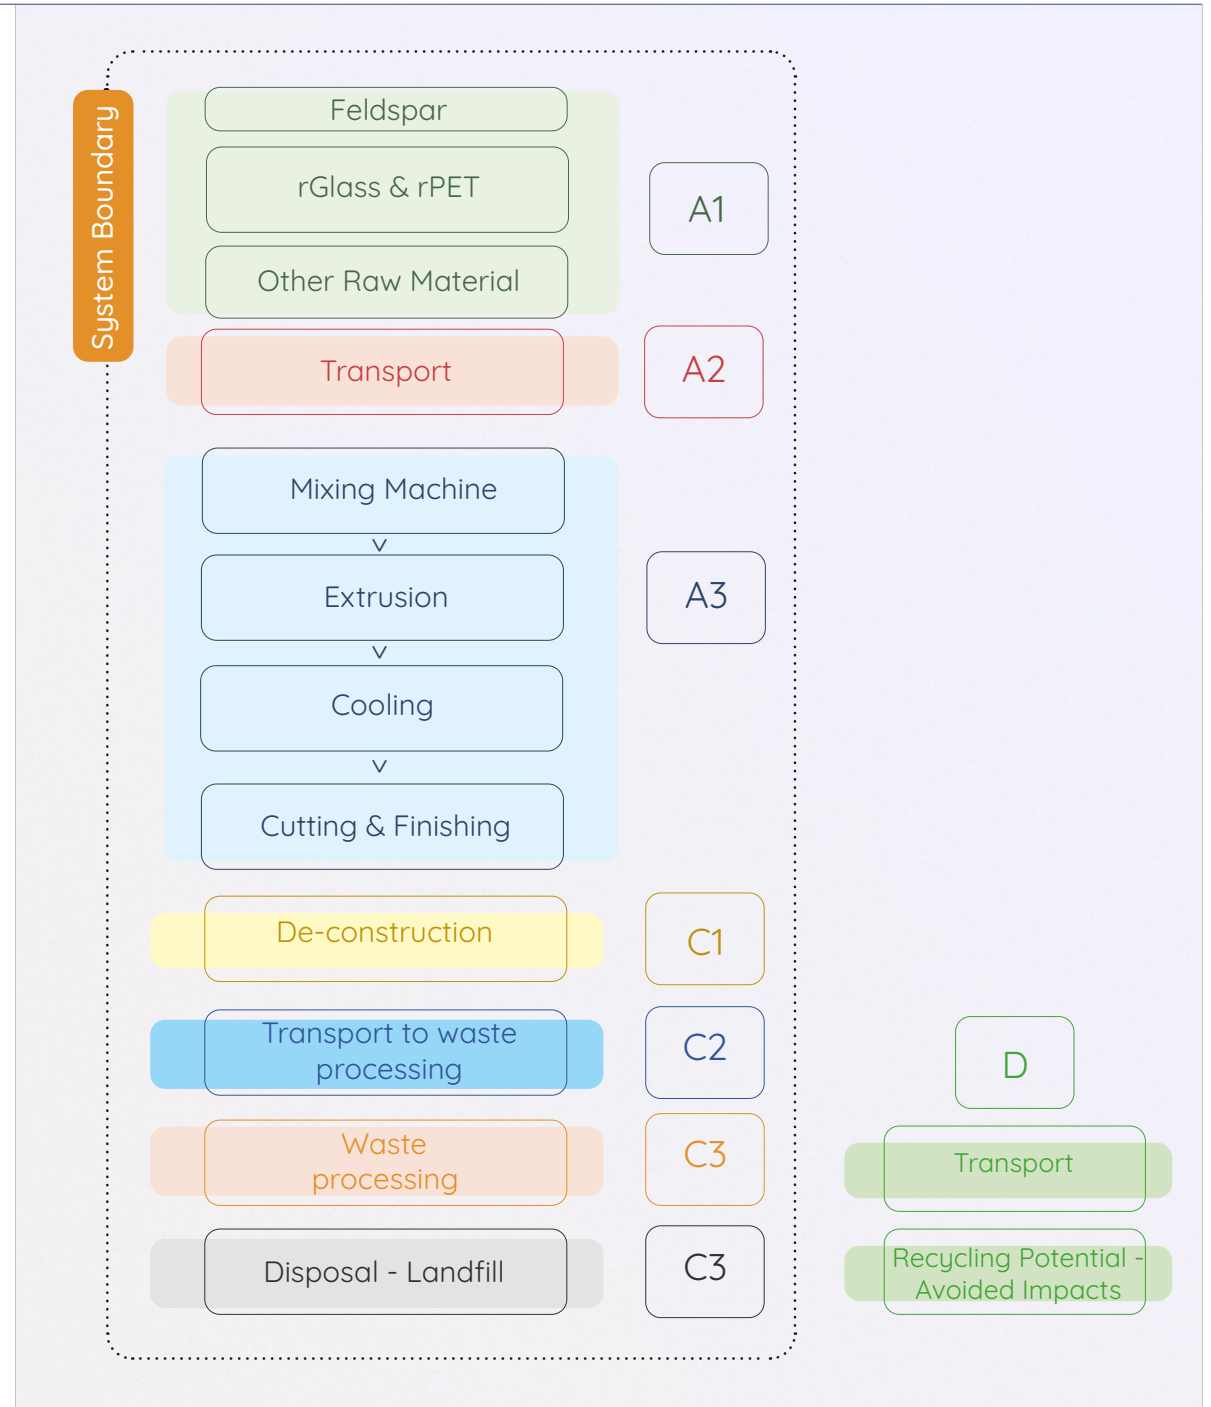 System Boundary
Feldspar
rGlass & rPET
A1
Other Raw Material
Transport
A2
Mixing Machine
Extrusion
A3
Cooling
Cutting & Finishing
De-construction
C1
Transport to waste
processing
C2
Waste
processing
C3
Disposal - Landfill
C3
D
Transport
Recycling Potential -
Avoided Impacts